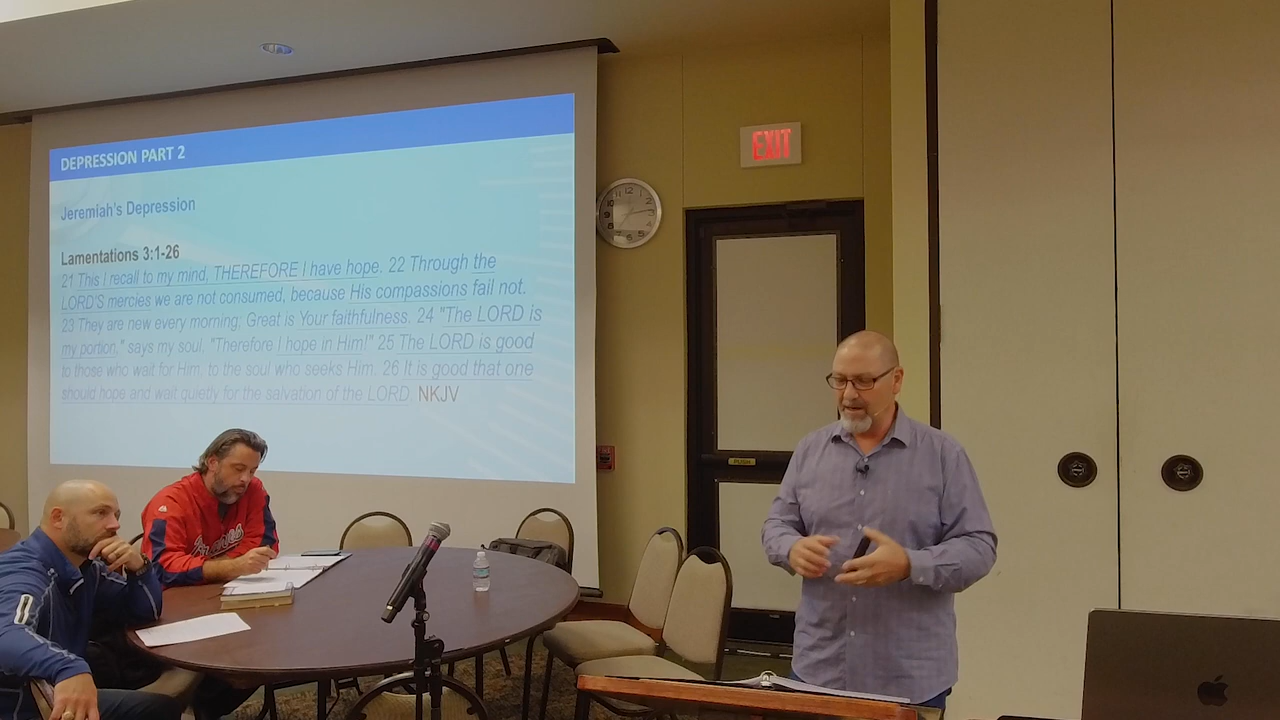 DEPRESSION PART 2
Jeremiah's Depression
Lamentations 3:1-26
21 This I recall to my mind, THEREFORE I have hope. 22 Through the
LORD'S mercies we are not consumed, because His compassions fail not.
23 They are new every morning; Great is Your faithfulness. 24 "The LORD is
my portion," says my soul. "Therefore I hope in Him!" 25 The LORD is good
to those who wait for Him, to the soul who seeks Him. 26 It is good that one
should hope and wait quietly for the salvation of the LORD. NKJV
EXIT
PUSH
Braves